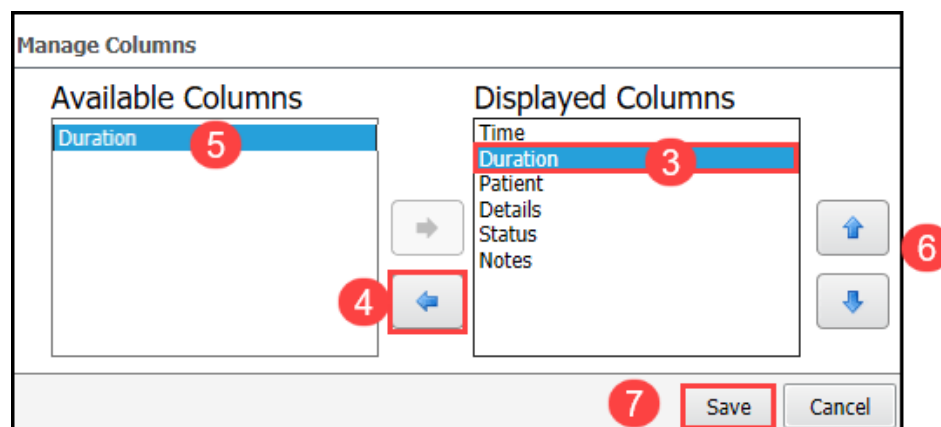 Manage Columns
Available Columns
Duration
5
Displayed Columns
Time
Duration
3
Patient
Details
Status
Notes
4
6
7
Save
Cancel